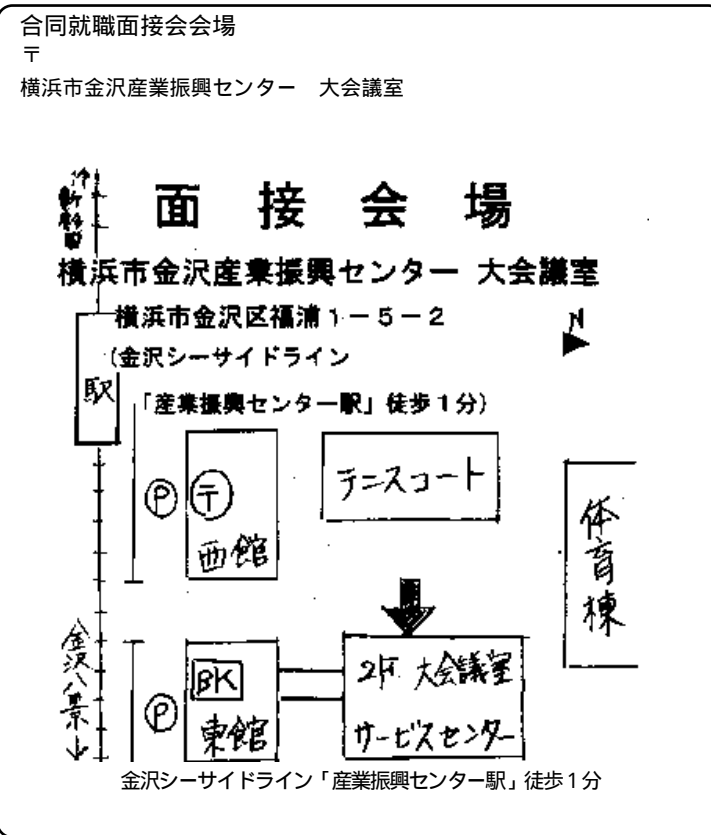 合同就職面接会会場
〒
横浜市金沢産業振興センター　大会議室
面接会場
横浜市金沢産業振興センター 大会議室
横浜市金沢区福浦1-5-2
(金沢シーサイドライン
「産業振興センター駅」徒歩1分)
N
駅
P
〒
西館
テニスコート
体育棟
金沢八景
P
BK
東館
2F 大会議室
サービスセンター
金沢シーサイドライン「産業振興センター駅」徒歩1分